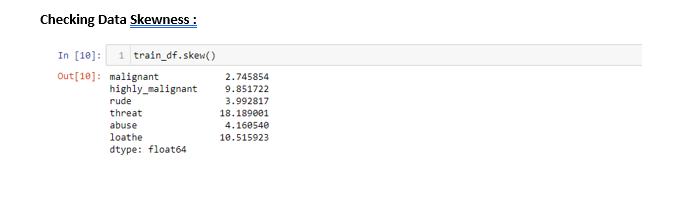 Checking Data Skewness :
In [10]: 1 train_df.skew()
Out[10]: malignant 2.745854
highly_malignant 9.851722
rude 3.992817
threat 18.189001
abuse 4.160540
loathe 10.515923
dtype: float64